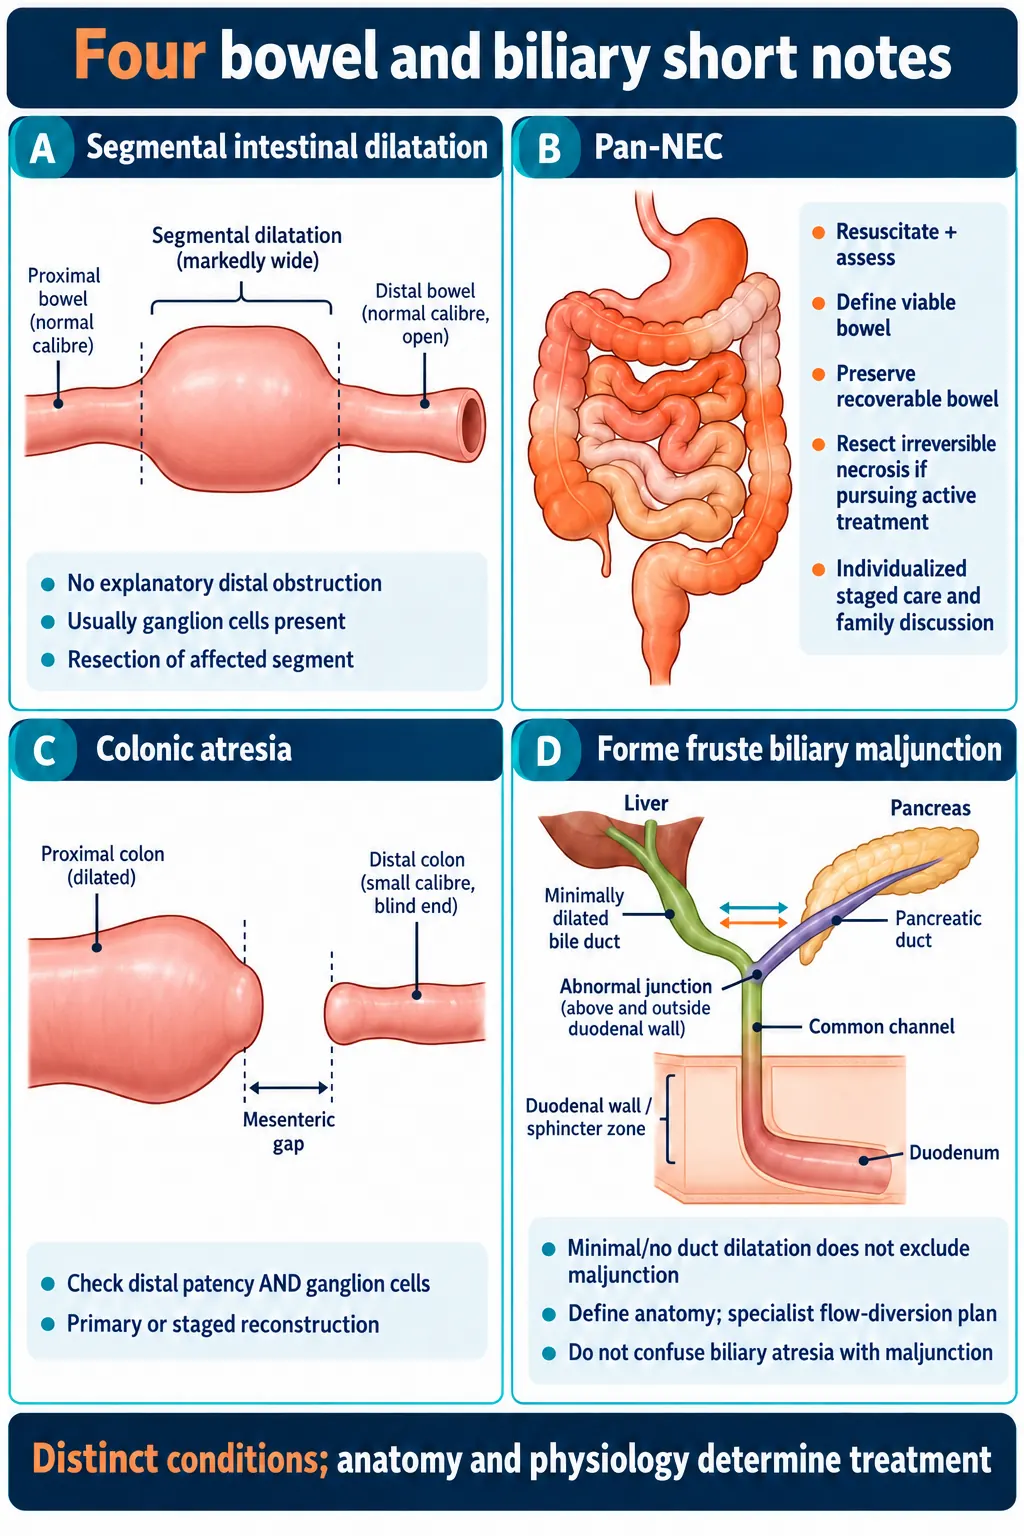 Four bowel and biliary short notes
A Segmental intestinal dilatation
Segmental dilatation
(markedly wide)
Proximal
bowel
(normal
calibre)
Distal bowel
(normal calibre,
open)
No explanatory distal obstruction
Usually ganglion cells present
Resection of affected segment
B Pan-NEC
Resuscitate +
assess
Define viable
bowel
Preserve
recoverable bowel
Resect irreversible
necrosis if
pursuing active
treatment
Individualized
staged care and
family discussion
C Colonic atresia
Proximal colon
(dilated)
Distal colon
(small calibre,
blind end)
Mesenteric
gap
Check distal patency AND ganglion cells
Primary or staged reconstruction
D Forme fruste biliary maljunction
Liver
Pancreas
Minimally
dilated
bile duct
Pancreatic
duct
Abnormal junction
(above and outside
duodenal wall)
Common channel
Duodenal wall /
sphincter zone
Duodenum
Minimal/no duct dilatation does not exclude
maljunction
Define anatomy; specialist flow-diversion plan
Do not confuse biliary atresia with maljunction
Distinct conditions; anatomy and physiology determine treatment